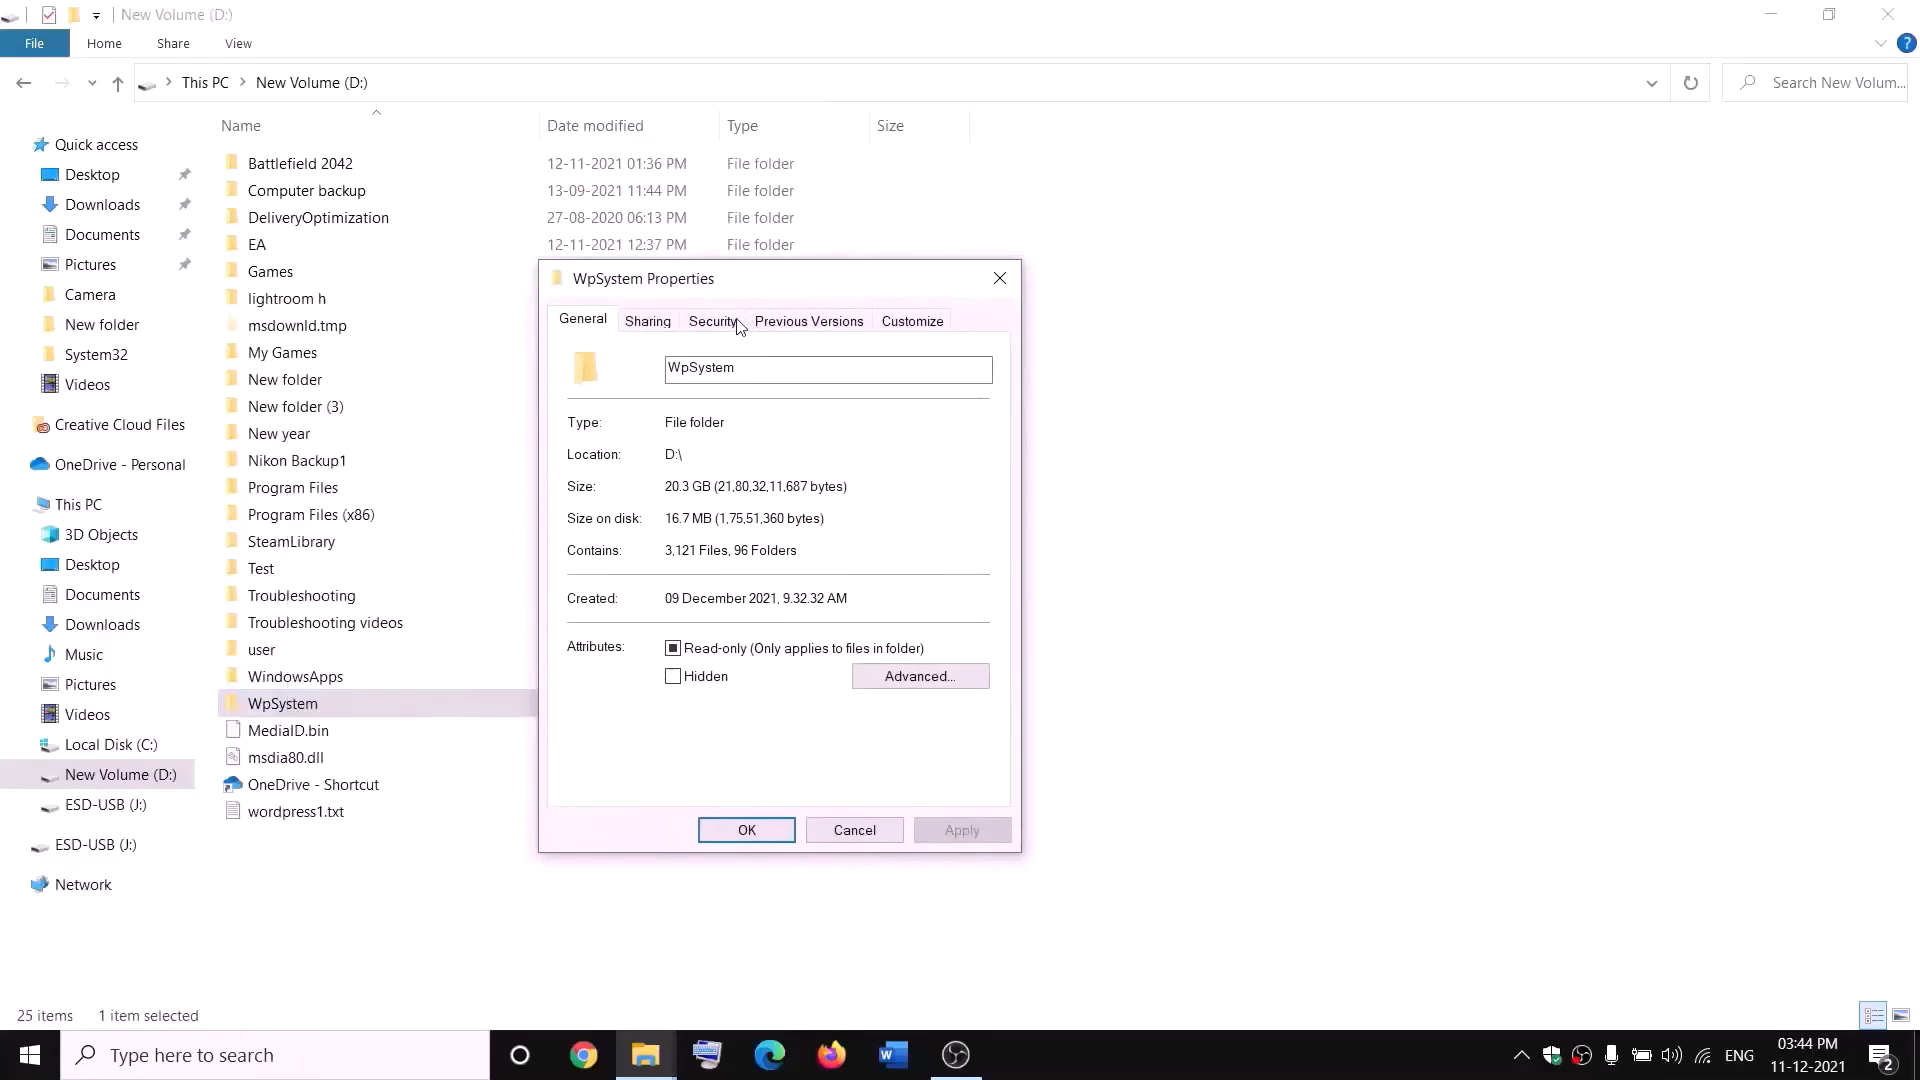 New Volume (D:)
File Home Share View
This PC New Volume (D:) Search New Volum...
Name Date modified Type Size
Quick access
Desktop
Downloads
Documents
Pictures
Camera
New folder
System32
Videos
Creative Cloud Files
OneDrive - Personal
This PC
3D Objects
Desktop
Documents
Downloads
Music
Pictures
Videos
Local Disk (C:)
New Volume (D:)
ESD-USB (J:)
ESD-USB (J:)
Network
Battlefield 2042 12-11-2021 01:36 PM File folder
Computer backup 13-09-2021 11:44 PM File folder
DeliveryOptimization 27-08-2020 06:13 PM File folder
EA 12-11-2021 12:37 PM File folder
Games
lightroom h
msdownld.tmp
My Games
New folder
New folder (3)
New year
Nikon Backup1
Program Files
Program Files (x86)
SteamLibrary
Test
Troubleshooting
Troubleshooting videos
user
WindowsApps
WpSystem
MediaID.bin
msdia80.dll
OneDrive - Shortcut
wordpress1.txt
WpSystem Properties
General Sharing Security Previous Versions Customize
WpSystem
Type: File folder
Location: D:\
Size: 20.3 GB (21,80,32,11,687 bytes)
Size on disk: 16.7 MB (1,75,51,360 bytes)
Contains: 3,121 Files, 96 Folders
Created: 09 December 2021, 9.32.32 AM
Attributes: Read-only (Only applies to files in folder)
Hidden Advanced...
OK Cancel Apply
25 items 1 item selected
Type here to search
ENG
03:44 PM
11-12-2021
2